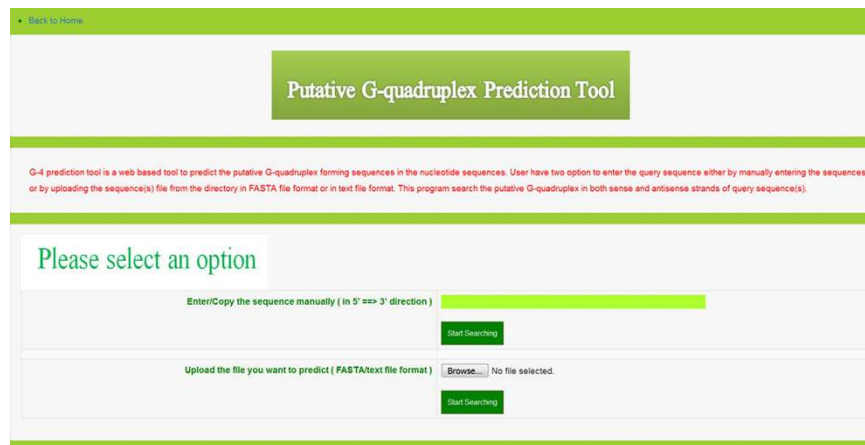 Back to Home
Putative G-quadruplex Prediction Tool
G-4 prediction tool is a web based tool to predict the putative G-quadruplex forming sequences in the nucleotide sequences. User have two option to enter the query sequence either by manually entering the sequences
or by uploading the sequence(s) file from the directory in FASTA file format or in text file format. This program search the putative G-quadruplex in both sense and antisense strands of query sequence(s).
Please select an option
Enter/Copy the sequence manually ( in 5' ==> 3' direction )
Start Searching
Upload the file you want to predict ( FASTA/text file format )
Browse... No file selected.
Start Searching